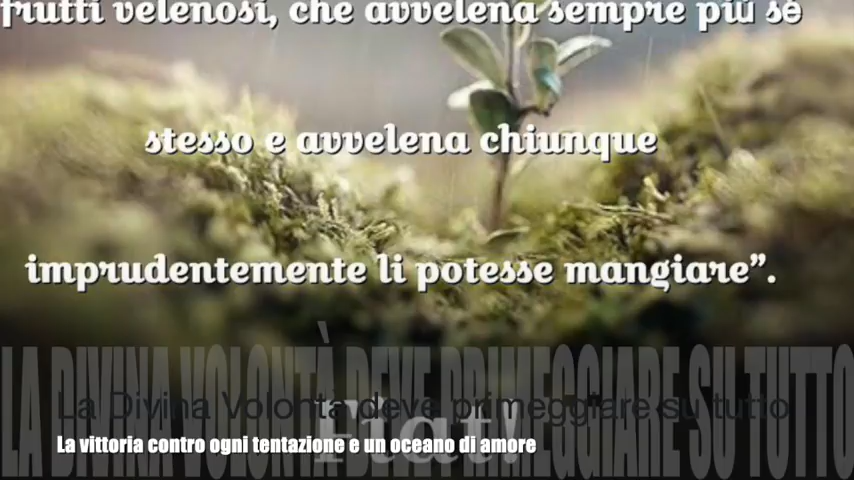 frutti velenosi, che avvelena sempre più sè
stesso e avvelena chiunque
imprudentemente li potesse mangiare”.
LA DIVINA VOLONTÀ DEVE PRIMEGGIARE SU TUTTO
La Divina Volontà deve primeggiare su tutto
Fiat!
La vittoria contro ogni tentazione e un oceano di amore